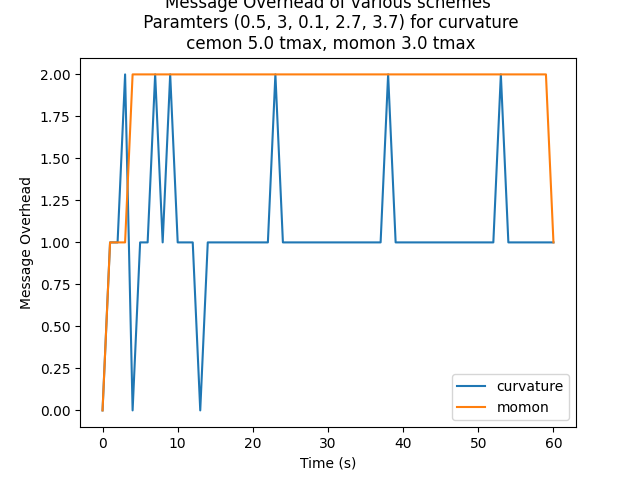 Message Overhead of various schemes
Paramters (0.5, 3, 0.1, 2.7, 3.7) for curvature
cemon 5.0 tmax, momon 3.0 tmax
2.00
1.75
1.50
1.25
1.00
0.75
0.50
0.25
0.00
Message Overhead
curvature
momon
0 10 20 30 40 50 60
Time (s)